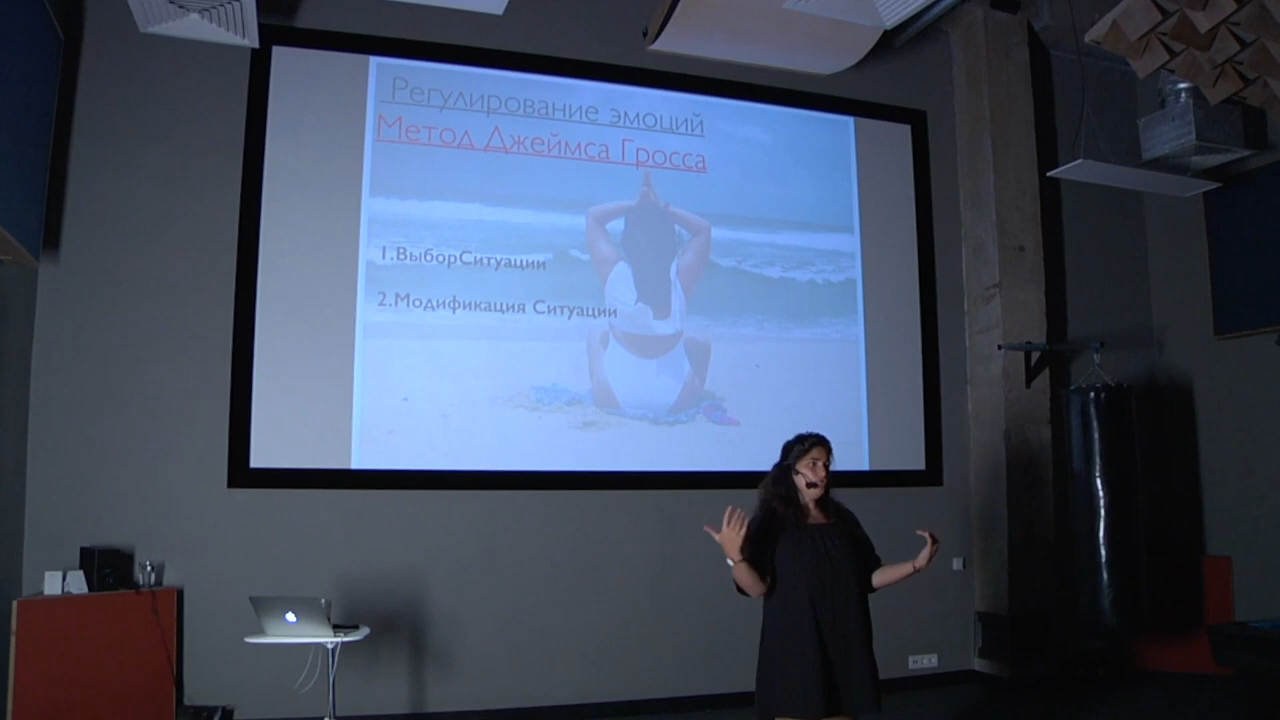 Регулирование эмоций
Метод Джеймса Гросса
1.ВыборСитуации
2.Модификация Ситуации